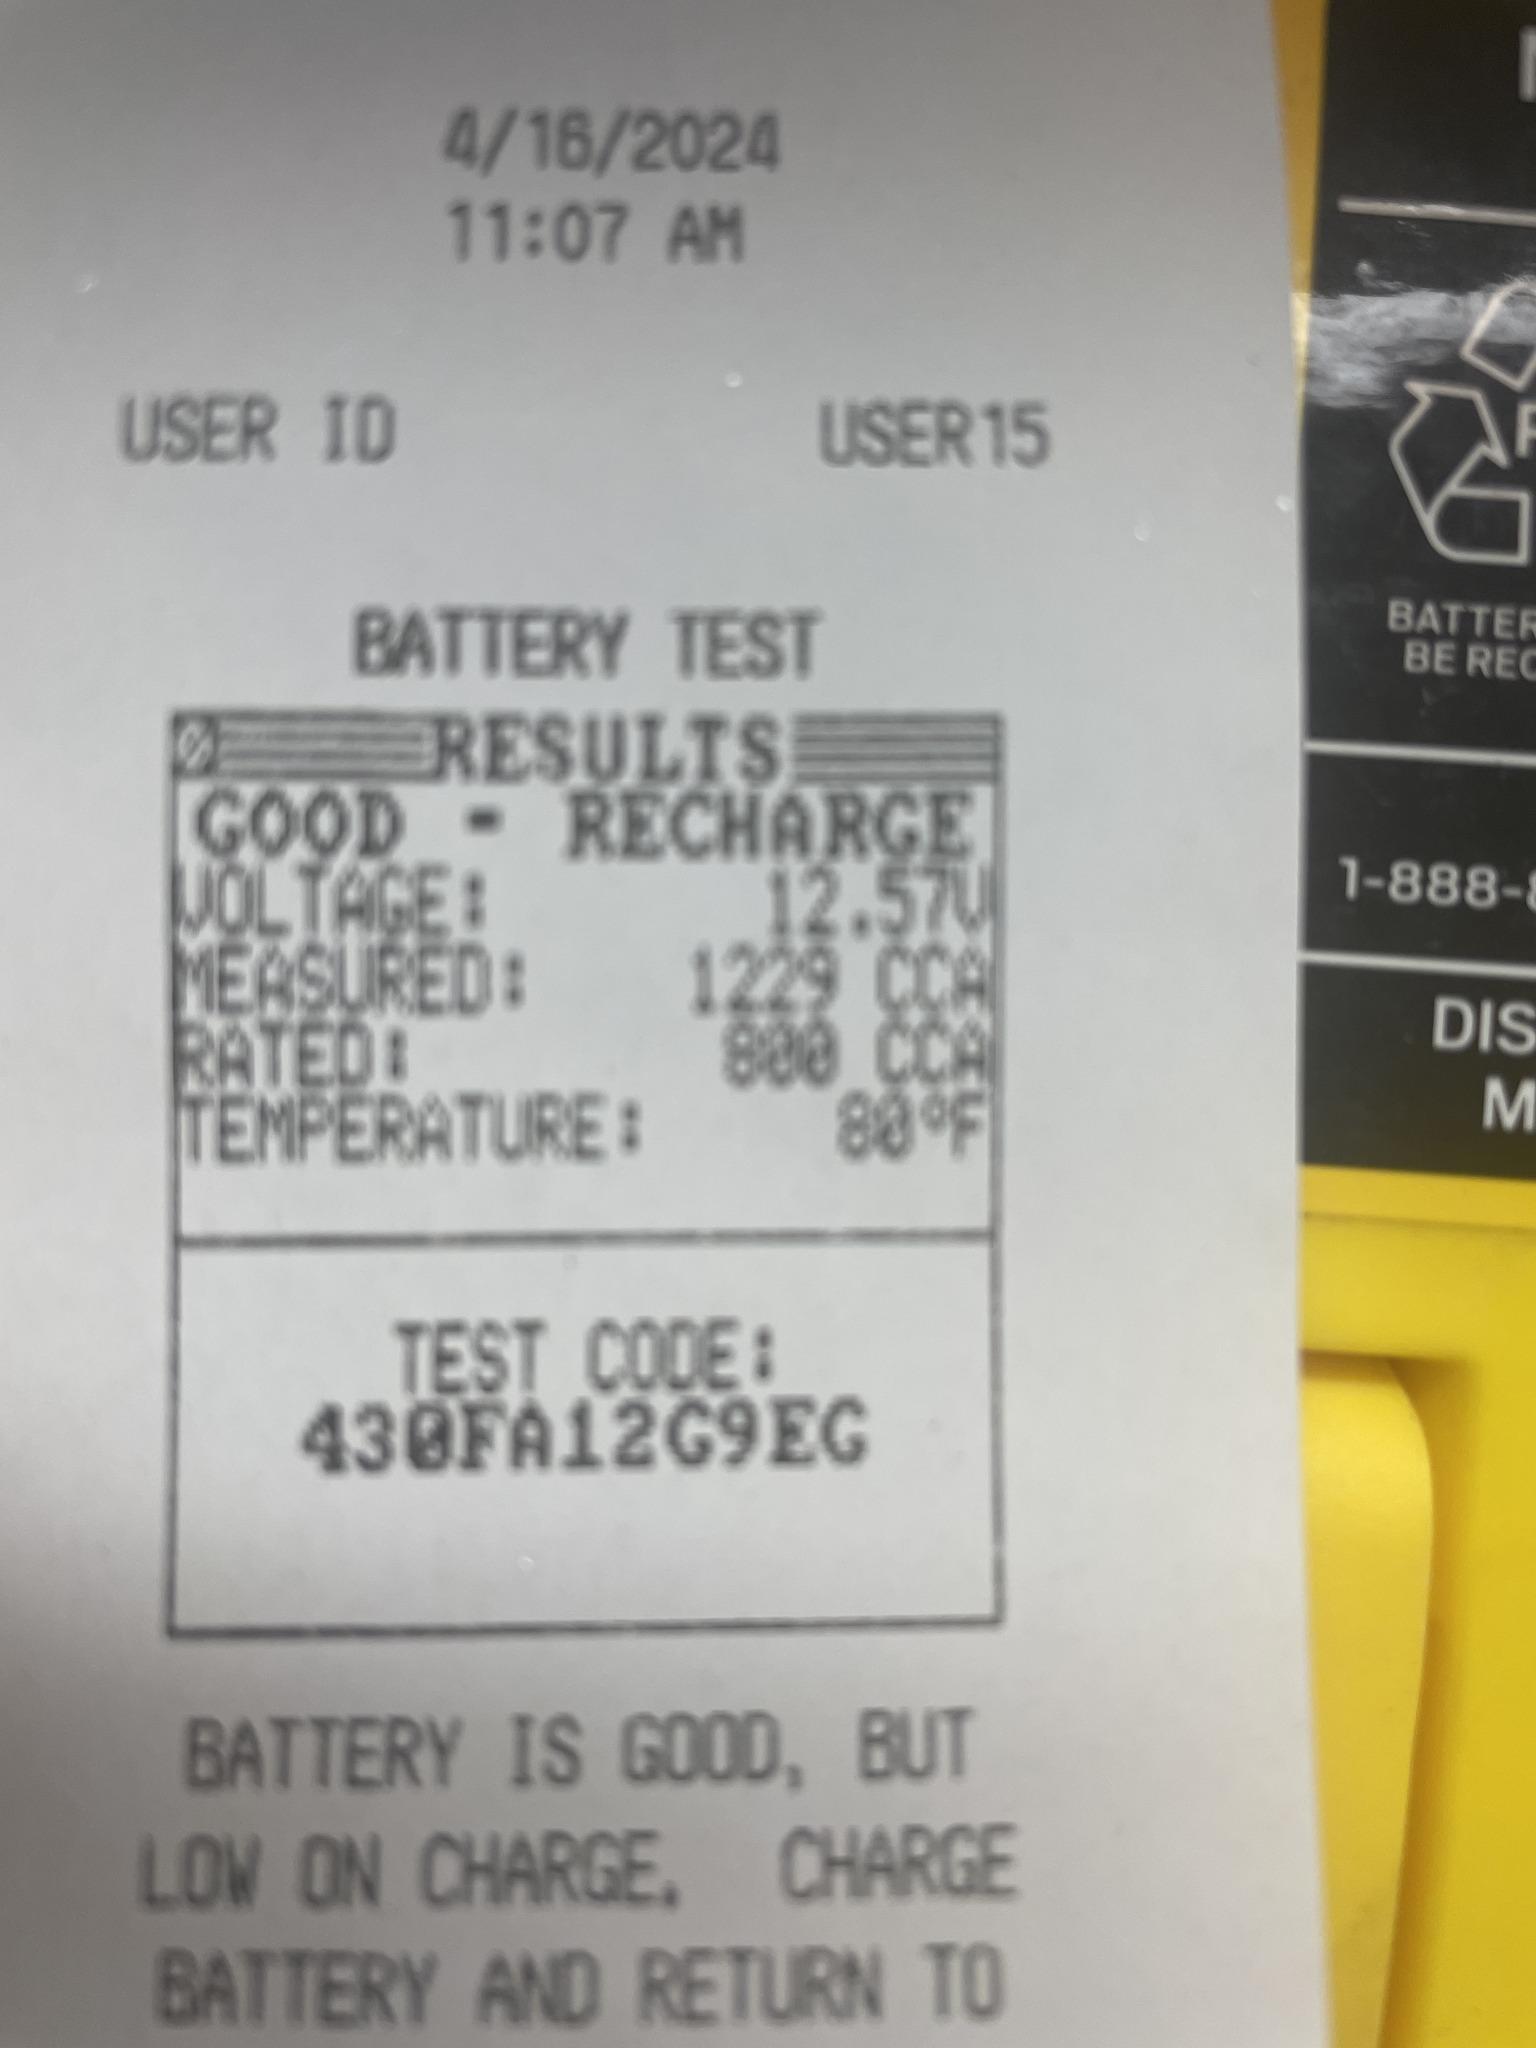 4/16/2024
11:07 AM
USER ID USER15
BATTERY TEST
RESULTS
GOOD - RECHARGE
VOLTAGE: 12.57V
MEASURED: 1229 CCA
RATED: 800 CCA
TEMPERATURE: 80°F
TEST CODE:
430FA12G9EG
BATTERY IS GOOD, BUT
LOW ON CHARGE. CHARGE
BATTERY AND RETURN TO
BATTER
BE REC
1-888-8
DIS
M